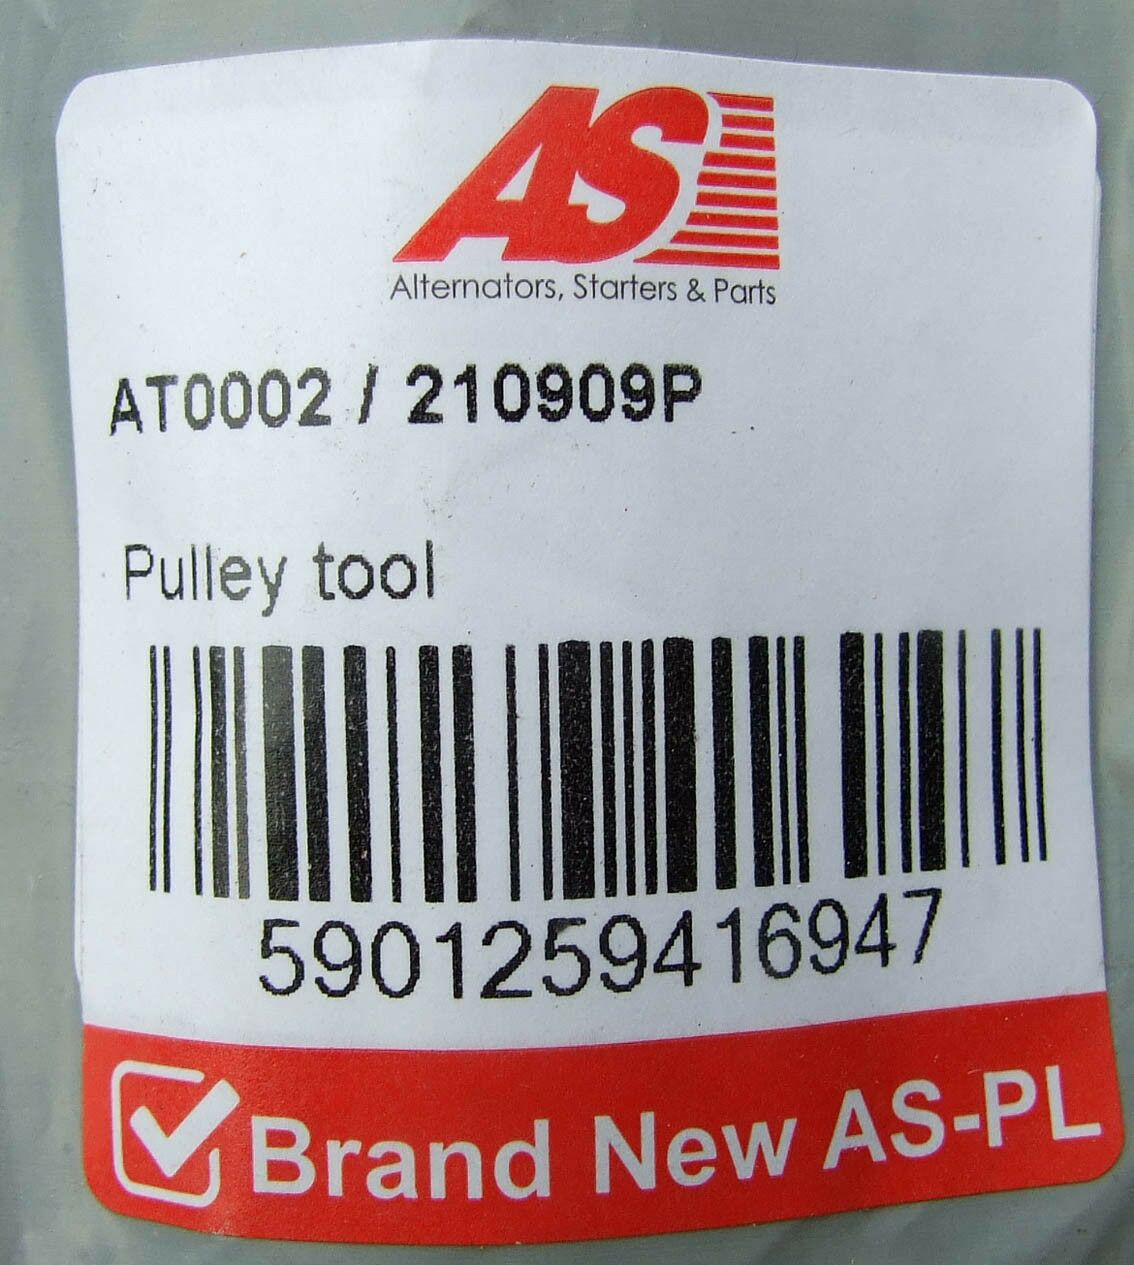 AS
Alternators, Starters & Parts
AT0002 / 210909P
Pulley tool
5901259416947
Brand New AS-PL